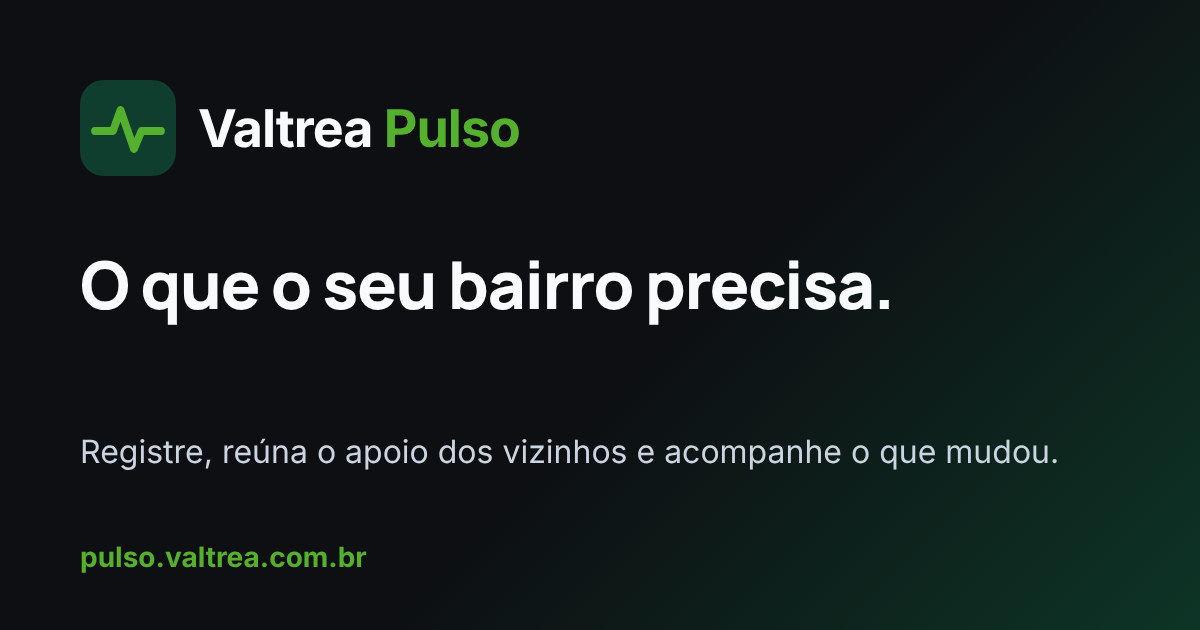 Valtrea Pulso
O que o seu bairro precisa.
Registre, reúna o apoio dos vizinhos e acompanhe o que mudou.
pulso.valtrea.com.br